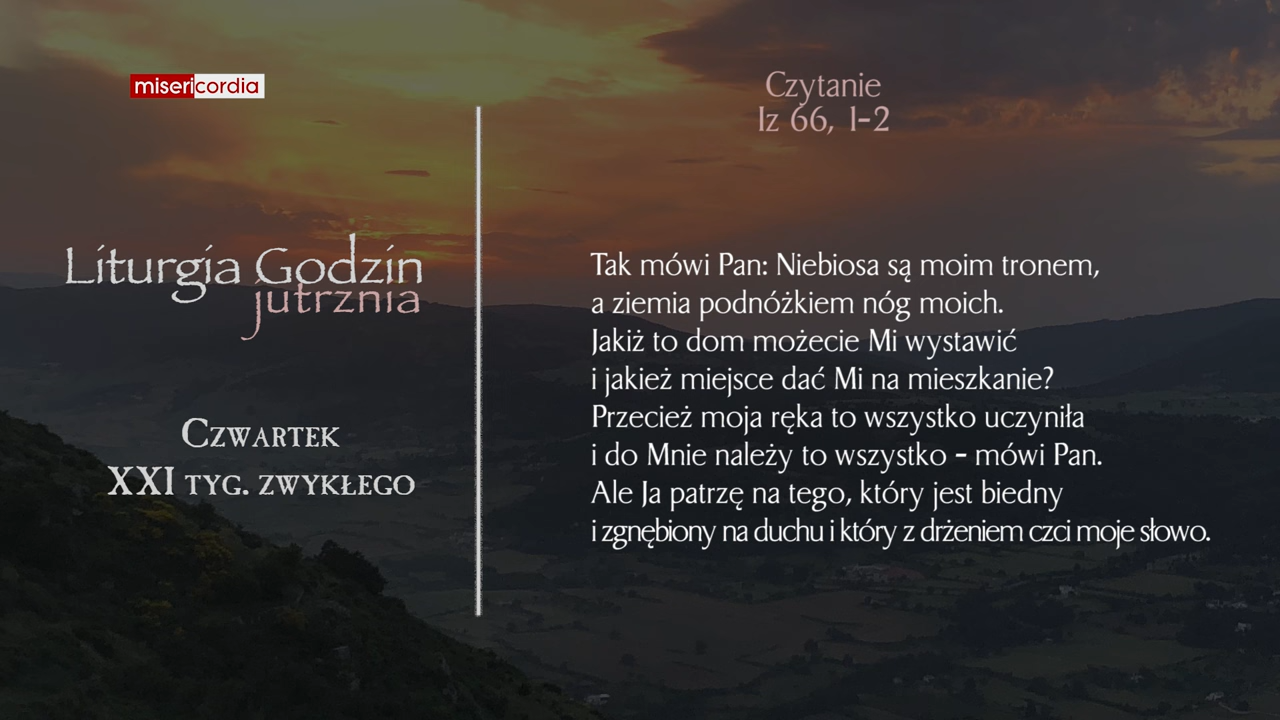 misericordia
Liturgia Godzin
jutrznia
Czwartek
XXI tyg. zwykłego
Czytanie
Iz 66, 1-2
Tak mówi Pan: Niebiosa są moim tronem,
a ziemia podnóżkiem nóg moich.
Jakiż to dom możecie Mi wystawić
i jakież miejsce dać Mi na mieszkanie?
Przecież moja ręka to wszystko uczyniła
i do Mnie należy to wszystko - mówi Pan.
Ale Ja patrzę na tego, który jest biedny
i zgnębiony na duchu i który z drżeniem czci moje słowo.